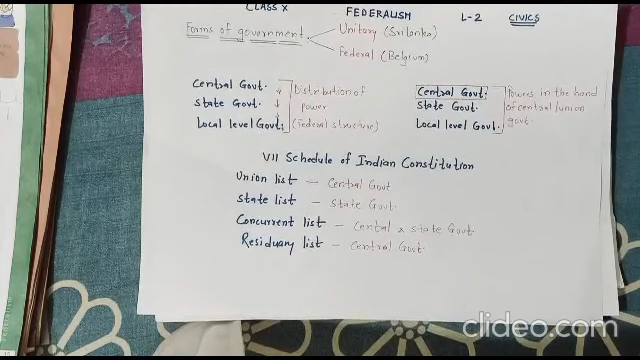 CLASS X FEDERALISM L-2 CIVICS
Forms of government
Unitary (Srilanka)
Federal (Belgium)
Central Govt.
State Govt.
Local level Govt.
Distribution of
power
(Federal structure)
Central Govt.
State Govt.
Local level Govt.
Powers in the hand
of central/union
govt.
VII Schedule of Indian Constitution
Union list — Central Govt
State list — State Govt.
Concurrent list — Cental x state Govt.
Residuary list — Central Govt.
clideo.com